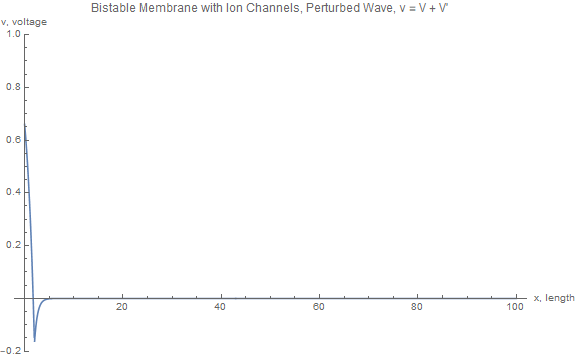 Bistable Membrane with Ion Channels, Perturbed Wave, v = V + V'
v, voltage
1.0
0.8
0.6
0.4
0.2
20 40 60 80 100 x, length
-0.2